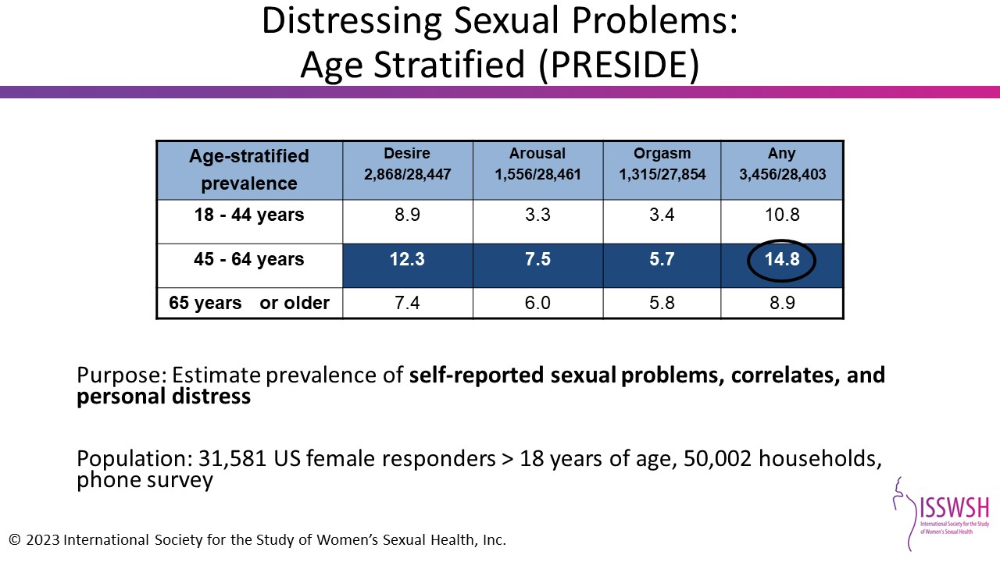 Distressing Sexual Problems:
Age Stratified (PRESIDE)
Age-stratified prevalence Desire 2,868/28,447 Arousal 1,556/28,461 Orgasm 1,315/27,854 Any 3,456/28,403
18 - 44 years 8.9 3.3 3.4 10.8
45 - 64 years 12.3 7.5 5.7 14.8
65 years or older 7.4 6.0 5.8 8.9
Purpose: Estimate prevalence of self-reported sexual problems, correlates, and
personal distress
Population: 31,581 US female responders > 18 years of age, 50,002 households,
phone survey
ISSWSH
International Society for the Study
of Women's Sexual Health
© 2023 International Society for the Study of Women’s Sexual Health, Inc.